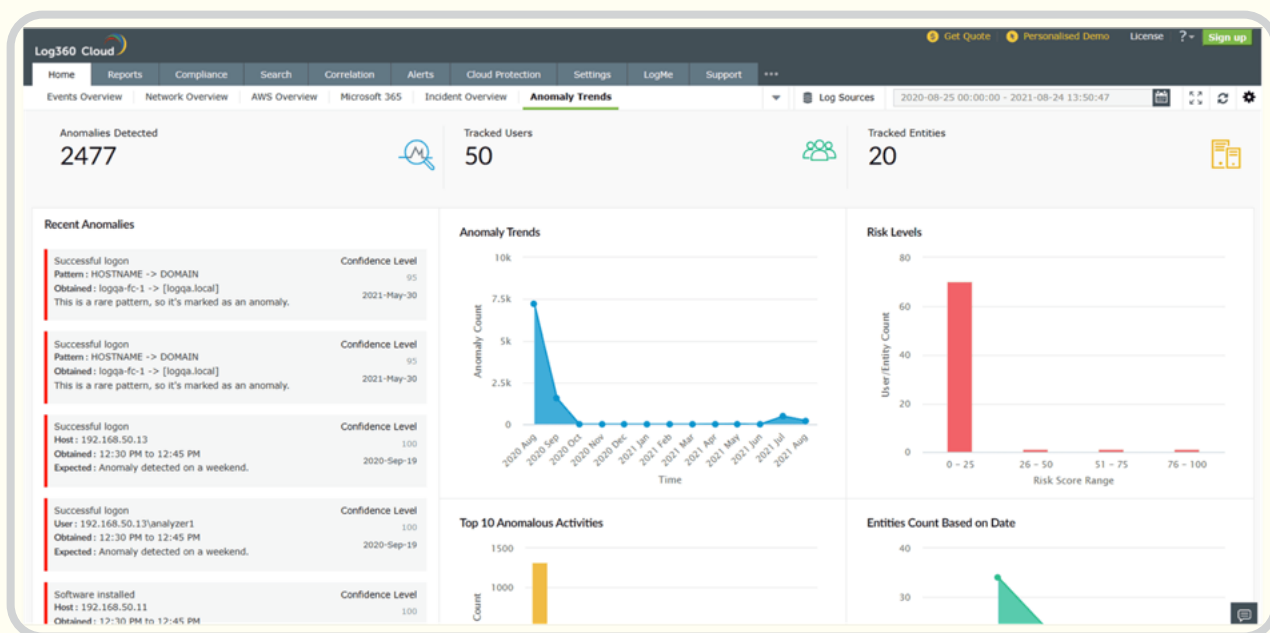 Log360 Cloud
$ Get Quote Personalised Demo License ? Sign up
Home Reports Compliance Search Correlation Alerts Cloud Protection Settings LogMe Support •••
Events Overview Network Overview AWS Overview Microsoft 365 Incident Overview Anomaly Trends Log Sources 2020-08-25 00:00:00 - 2021-08-24 13:50:47
Anomalies Detected
2477
Tracked Users
50
Tracked Entities
20
Recent Anomalies
Successful logon Confidence Level
Pattern : HOSTNAME -> DOMAIN 95
Obtained : logqa-fc-1 -> [logqa.local] 2021-May-30
This is a rare pattern, so it's marked as an anomaly.
Successful logon Confidence Level
Pattern : HOSTNAME -> DOMAIN 95
Obtained : logqa-fc-1 -> [logqa.local] 2021-May-30
This is a rare pattern, so it's marked as an anomaly.
Successful logon Confidence Level
Host : 192.168.50.13 100
Obtained : 12:30 PM to 12:45 PM 2020-Sep-19
Expected : Anomaly detected on a weekend.
Successful logon Confidence Level
User : 192.168.50.13\analyzer1 100
Obtained : 12:30 PM to 12:45 PM 2020-Sep-19
Expected : Anomaly detected on a weekend.
Software installed Confidence Level
Host : 192.168.50.11 100
Obtained : 12:30 PM to 12:45 PM
Anomaly Trends
Anomaly Count
10k
7.5k
5k
2.5k
0
2020 Aug 2020 Sep 2020 Oct 2020 Nov 2020 Dec 2021 Jan 2021 Feb 2021 Mar 2021 Apr 2021 May 2021 Jun 2021 Jul 2021 Aug
Time
Risk Levels
User/Entity Count
80
60
40
20
0
0 - 25 26 - 50 51 - 75 76 - 100
Risk Score Range
Top 10 Anomalous Activities
1500
1000
Count
Entities Count Based on Date
40
30